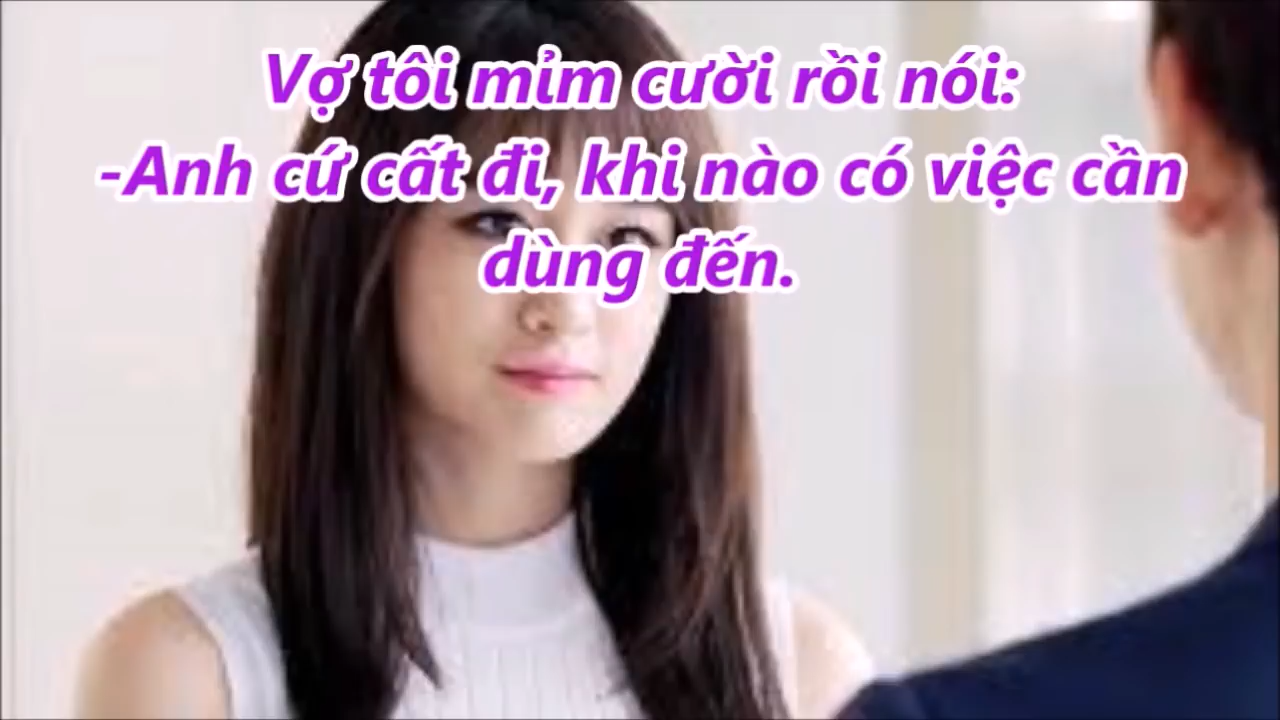 Vợ tôi mỉm cười rồi nói:
-Anh cứ cất đi, khi nào có việc cần
dùng đến.